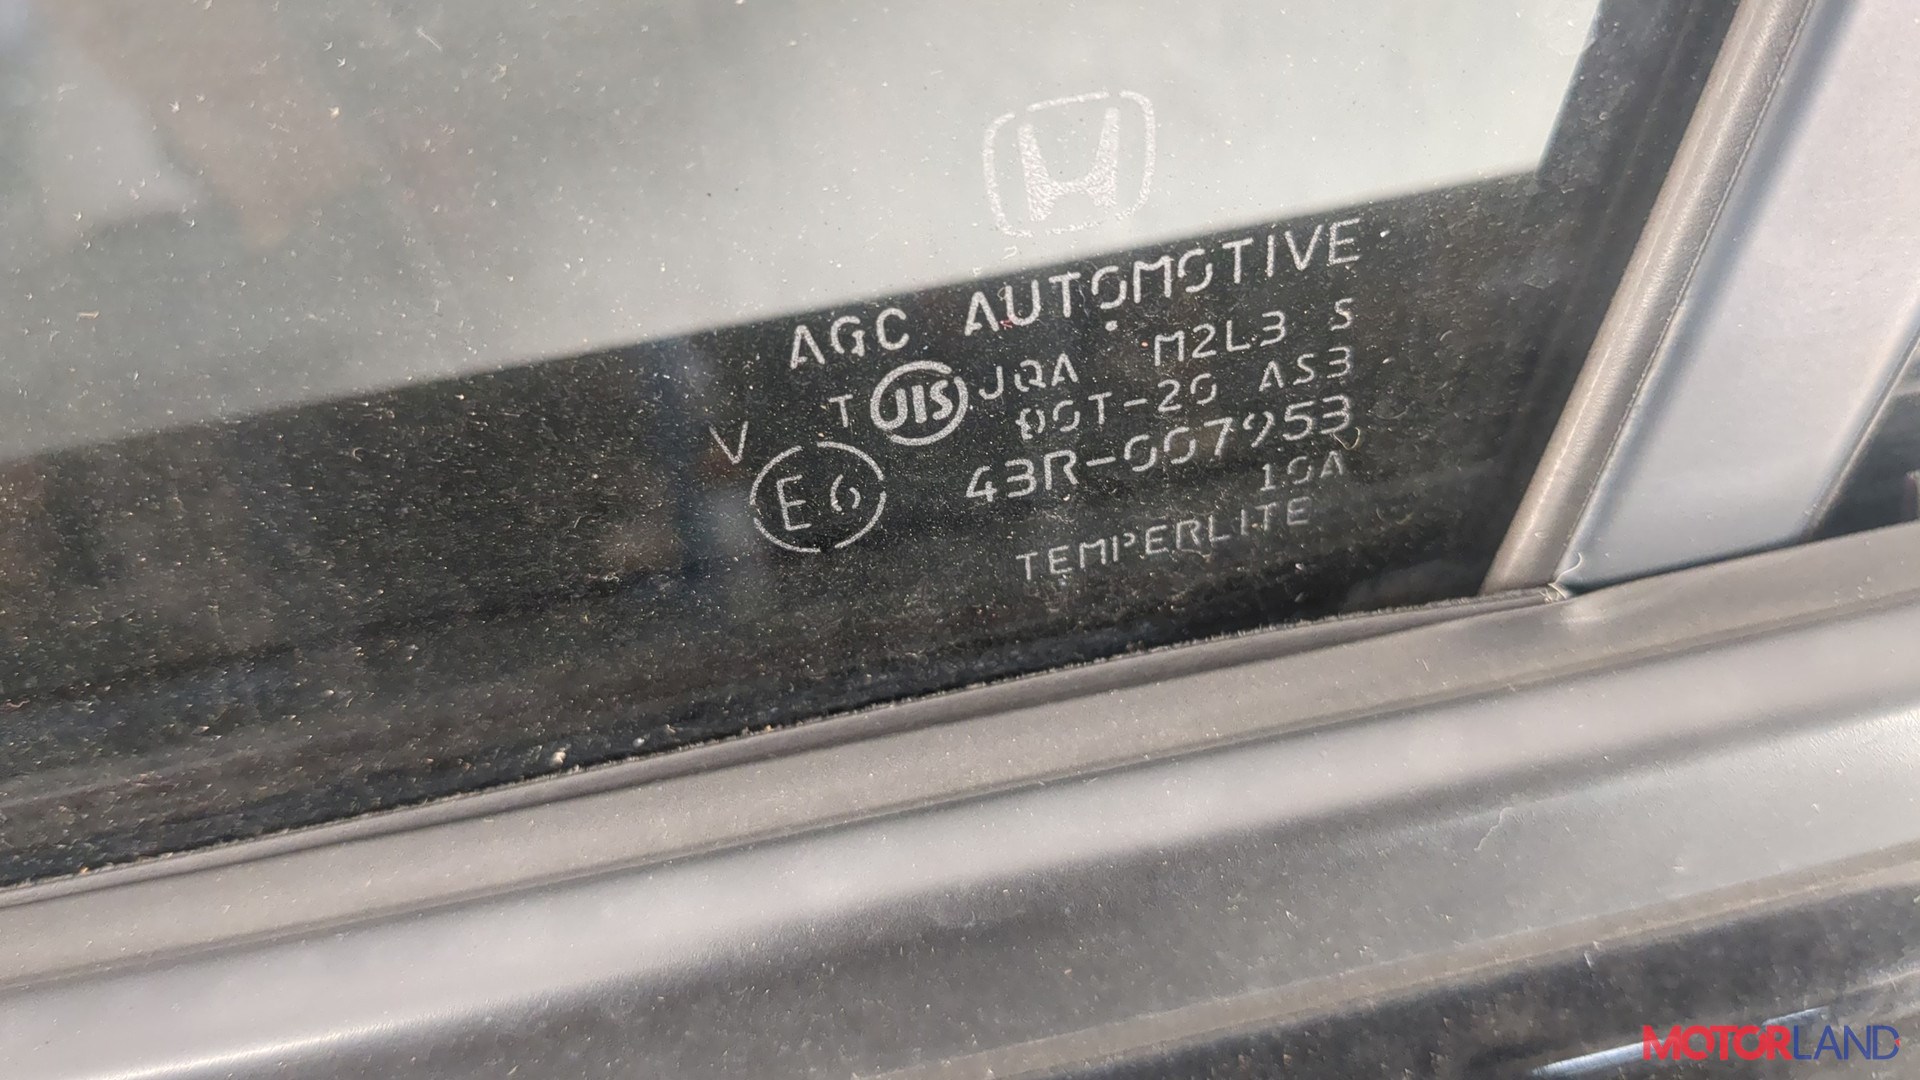 AGC AUTOMOTIVE
T JIS JQA M2L3 S
V DOT-20 AS3
E6 43R-007953
10A
TEMPERLITE
MOTORLAND